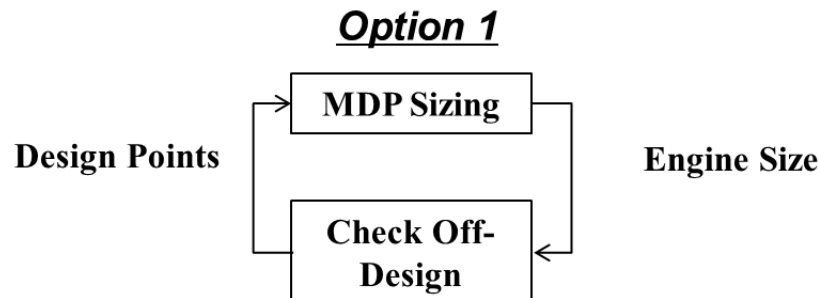 Option 1
MDP Sizing
Design Points
Engine Size
Check Off-
Design